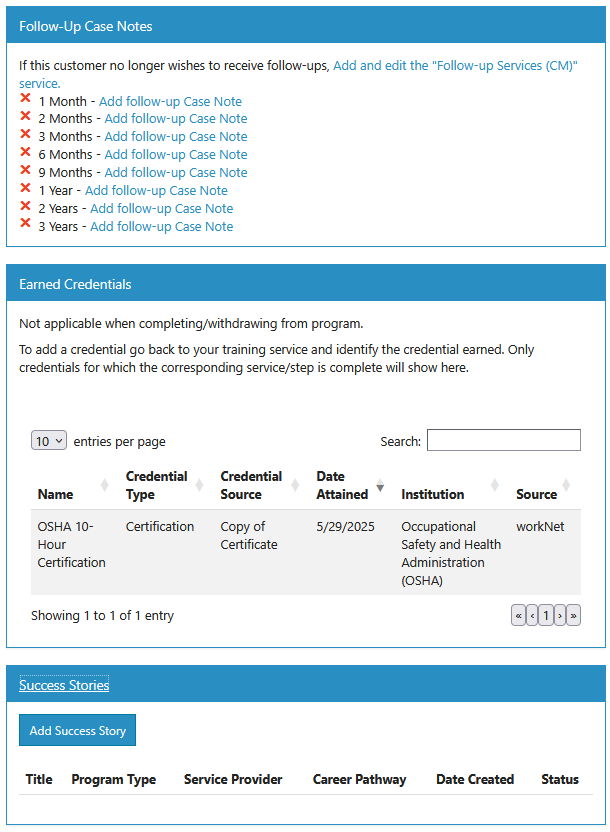 Follow-Up Case Notes
If this customer no longer wishes to receive follow-ups, Add and edit the "Follow-up Services (CM)"
service.
1 Month - Add follow-up Case Note
2 Months - Add follow-up Case Note
3 Months - Add follow-up Case Note
6 Months - Add follow-up Case Note
9 Months - Add follow-up Case Note
1 Year - Add follow-up Case Note
2 Years - Add follow-up Case Note
3 Years - Add follow-up Case Note
Earned Credentials
Not applicable when completing/withdrawing from program.
To add a credential go back to your training service and identify the credential earned. Only
credentials for which the corresponding service/step is complete will show here.
10 entries per page Search:
Name Credential Type Credential Source Date Attained Institution Source
OSHA 10-Hour Certification Certification Copy of Certificate 5/29/2025 Occupational Safety and Health Administration (OSHA) workNet
Showing 1 to 1 of 1 entry « ‹ 1 › »
Success Stories
Add Success Story
Title Program Type Service Provider Career Pathway Date Created Status